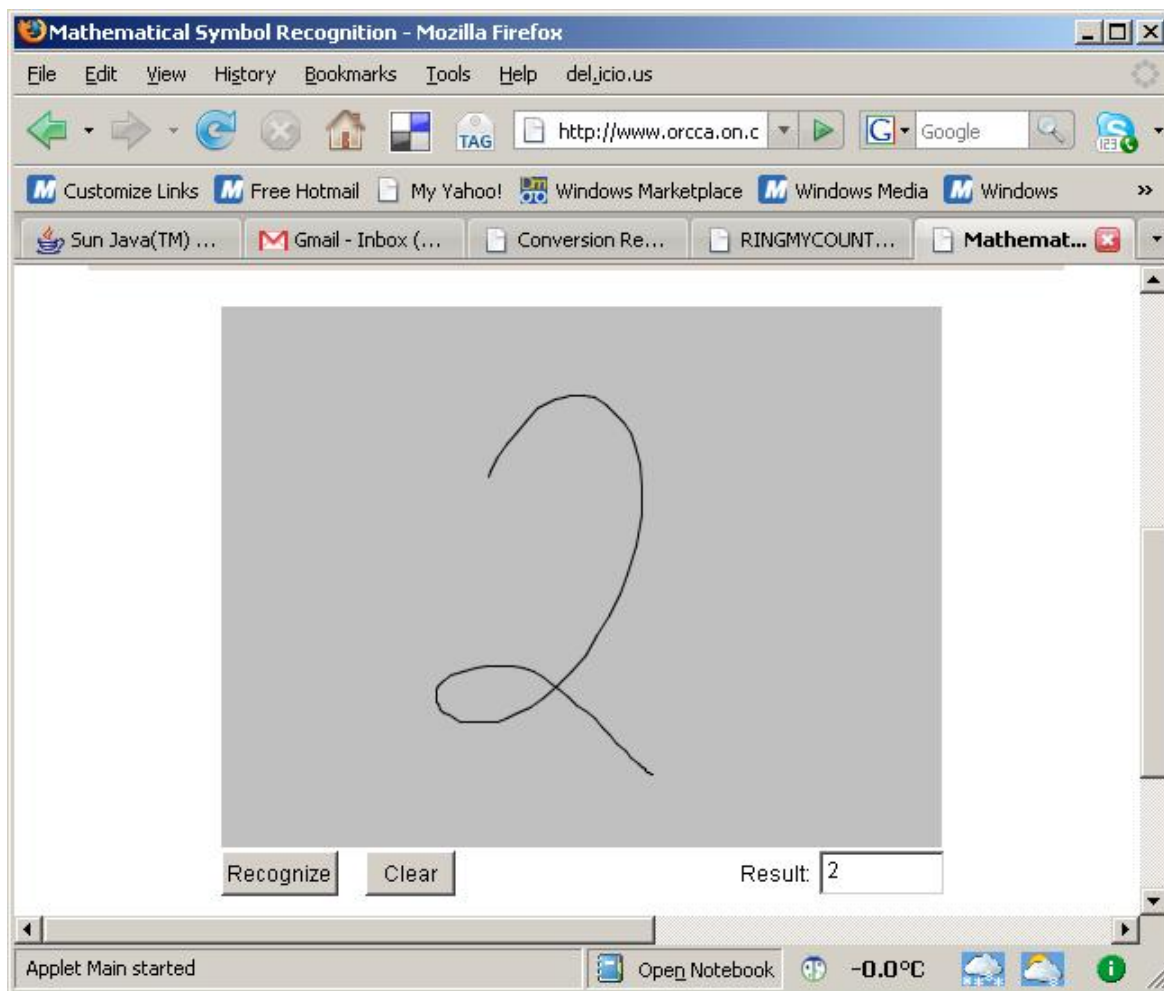 Mathematical Symbol Recognition - Mozilla Firefox
File Edit View History Bookmarks Tools Help del.icio.us
TAG http://www.orcca.on.c G Google 123
Customize Links Free Hotmail My Yahoo! Windows Marketplace Windows Media Windows »
Sun Java(TM) ... Gmail - Inbox (... Conversion Re... RINGMYCOUNT... Mathemat...
2
Recognize Clear Result: 2
Applet Main started Open Notebook -0.0°C